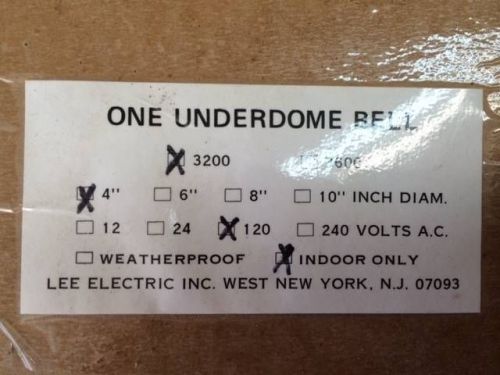 ONE UNDERDOME BELL
☒ 3200 ☐ 3600
☒ 4" ☐ 6" ☐ 8" ☐ 10" INCH DIAM.
☐ 12 ☐ 24 ☒ 120 ☐ 240 VOLTS A.C.
☐ WEATHERPROOF ☒ INDOOR ONLY
LEE ELECTRIC INC. WEST NEW YORK, N.J. 07093